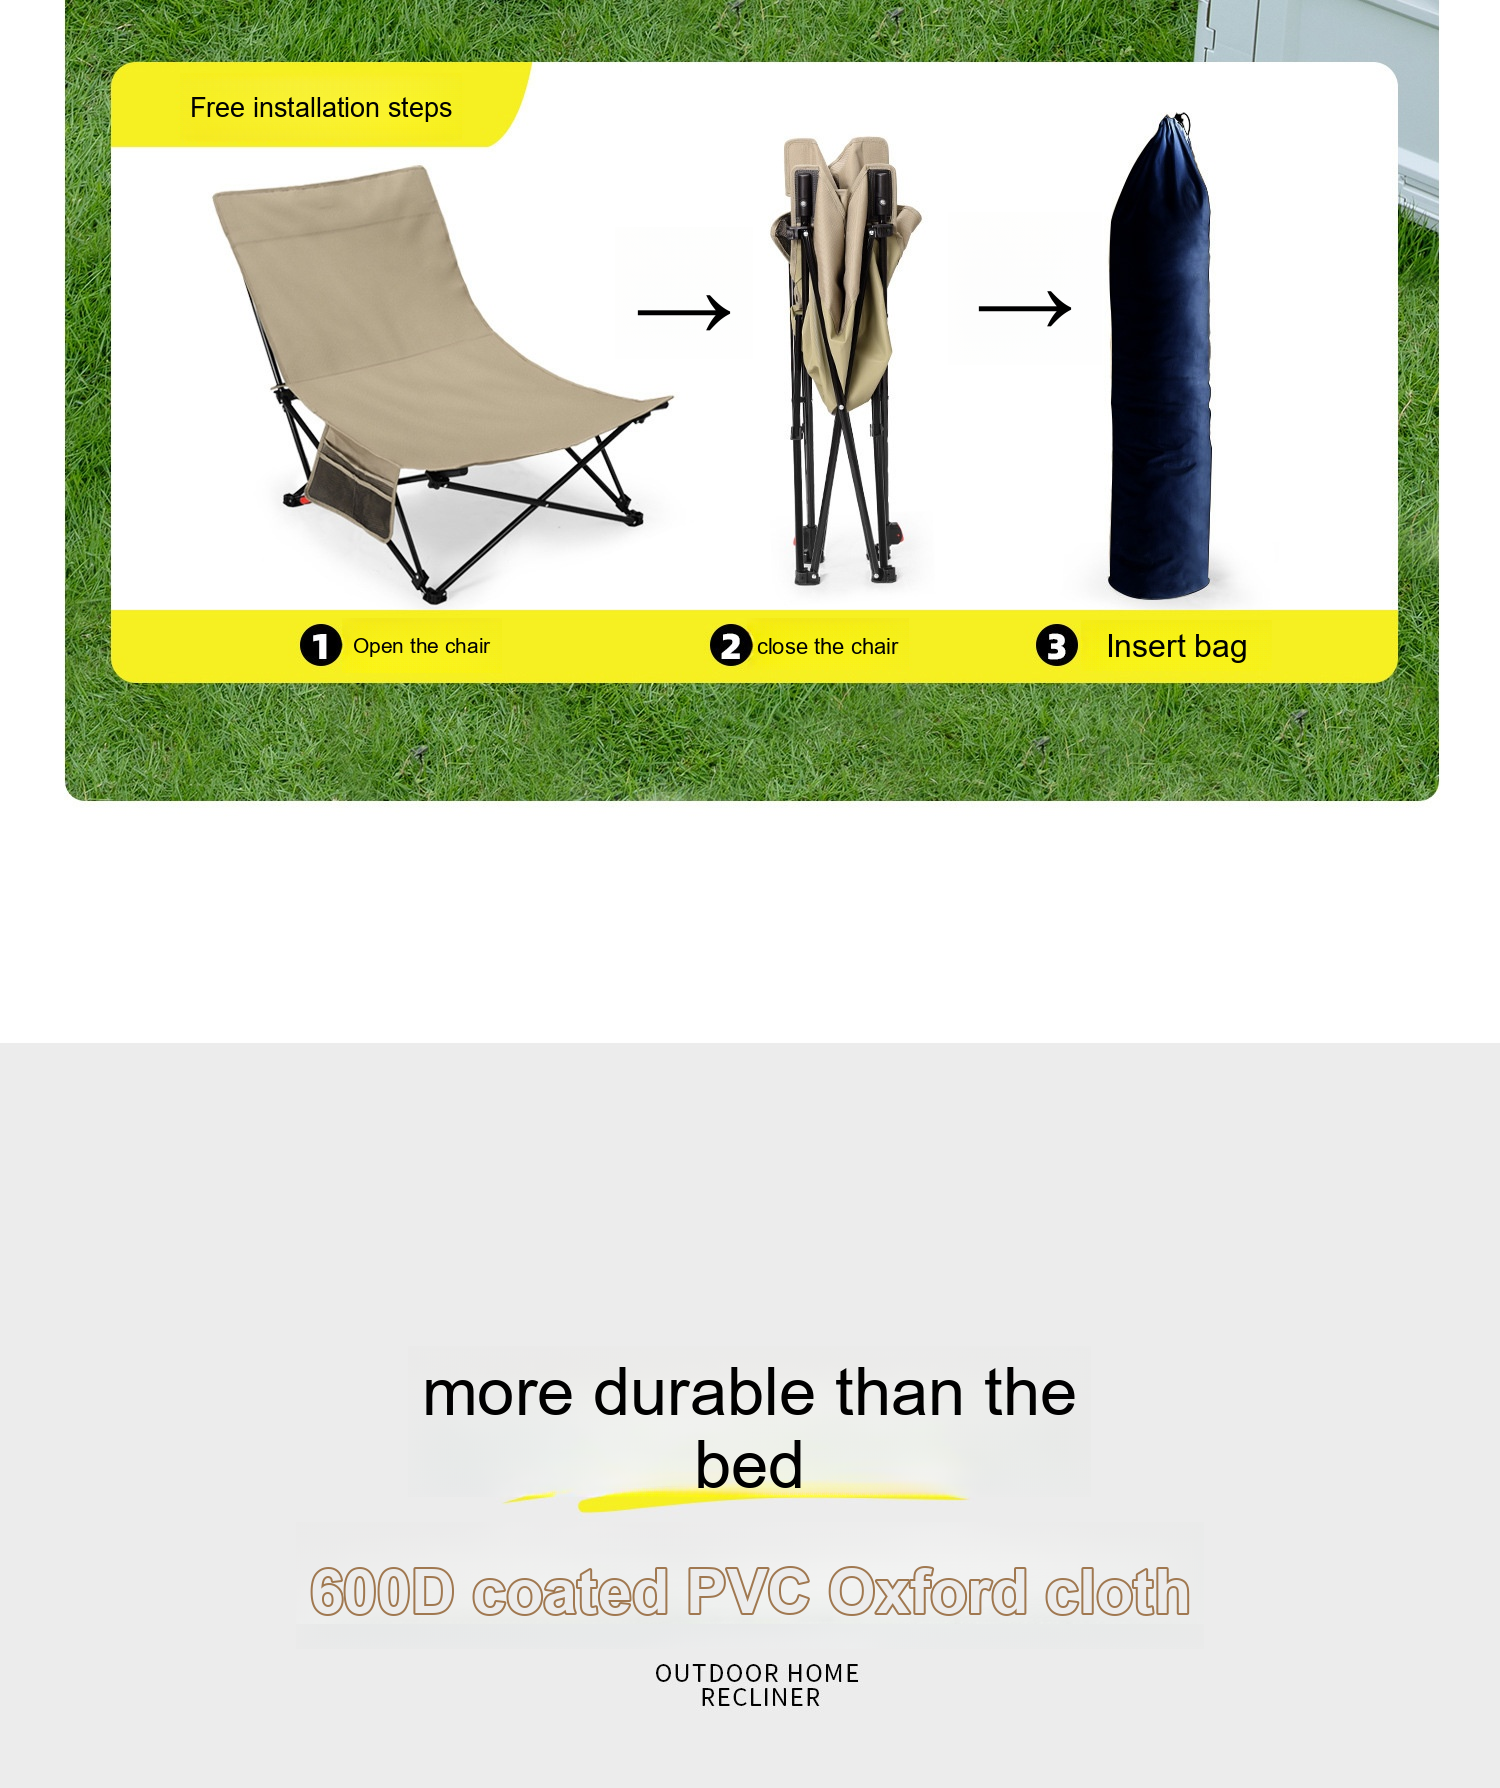 Free installation steps
1 Open the chair
2 close the chair
3 Insert bag
more durable than the
bed
600D coated PVC Oxford cloth
OUTDOOR HOME
RECLINER